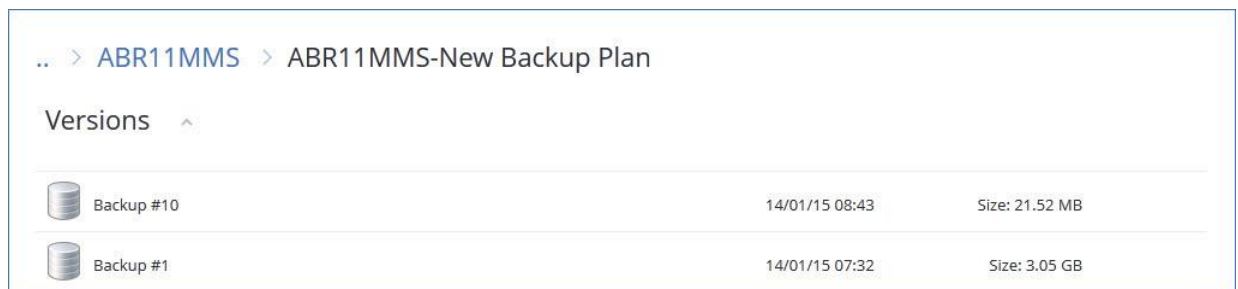 .. > ABR11MMS > ABR11MMS-New Backup Plan
Versions
Backup #10 14/01/15 08:43 Size: 21.52 MB
Backup #1 14/01/15 07:32 Size: 3.05 GB